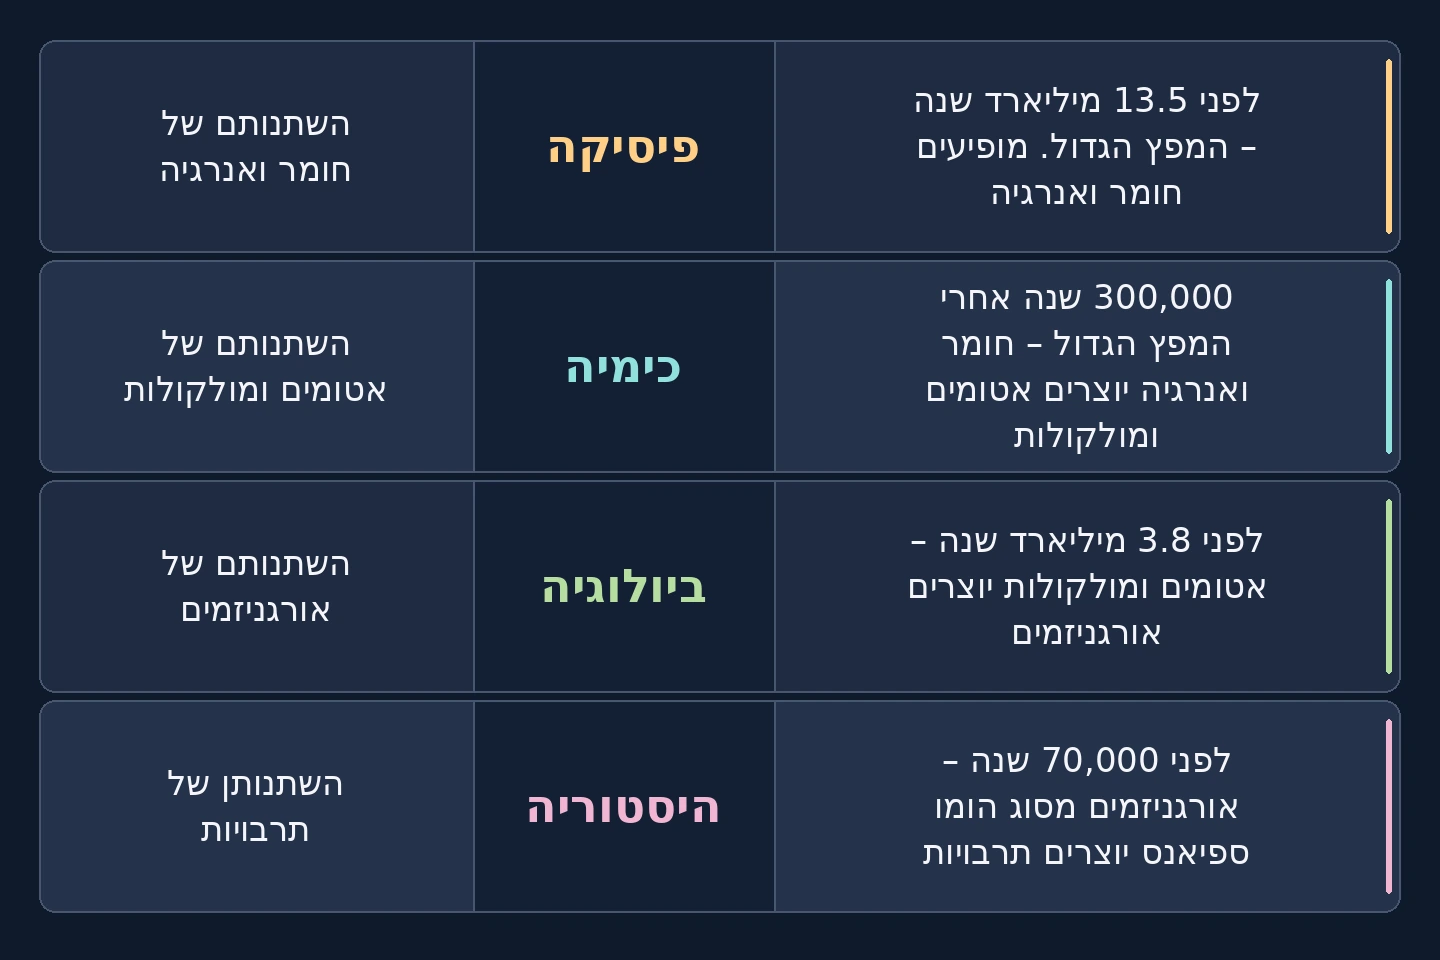 לפני 13.5 מיליארד שנה
– המפץ הגדול. מופיעים
חומר ואנרגיה
פיסיקה
השתנותם של
חומר ואנרגיה
300,000 שנה אחרי
המפץ הגדול – חומר
ואנרגיה יוצרים אטומים
ומולקולות
כימיה
השתנותם של
אטומים ומולקולות
לפני 3.8 מיליארד שנה –
אטומים ומולקולות יוצרים
אורגניזמים
ביולוגיה
השתנותם של
אורגניזמים
לפני 70,000 שנה –
אורגניזמים מסוג הומו
ספיאנס יוצרים תרבויות
היסטוריה
השתנותן של
תרבויות